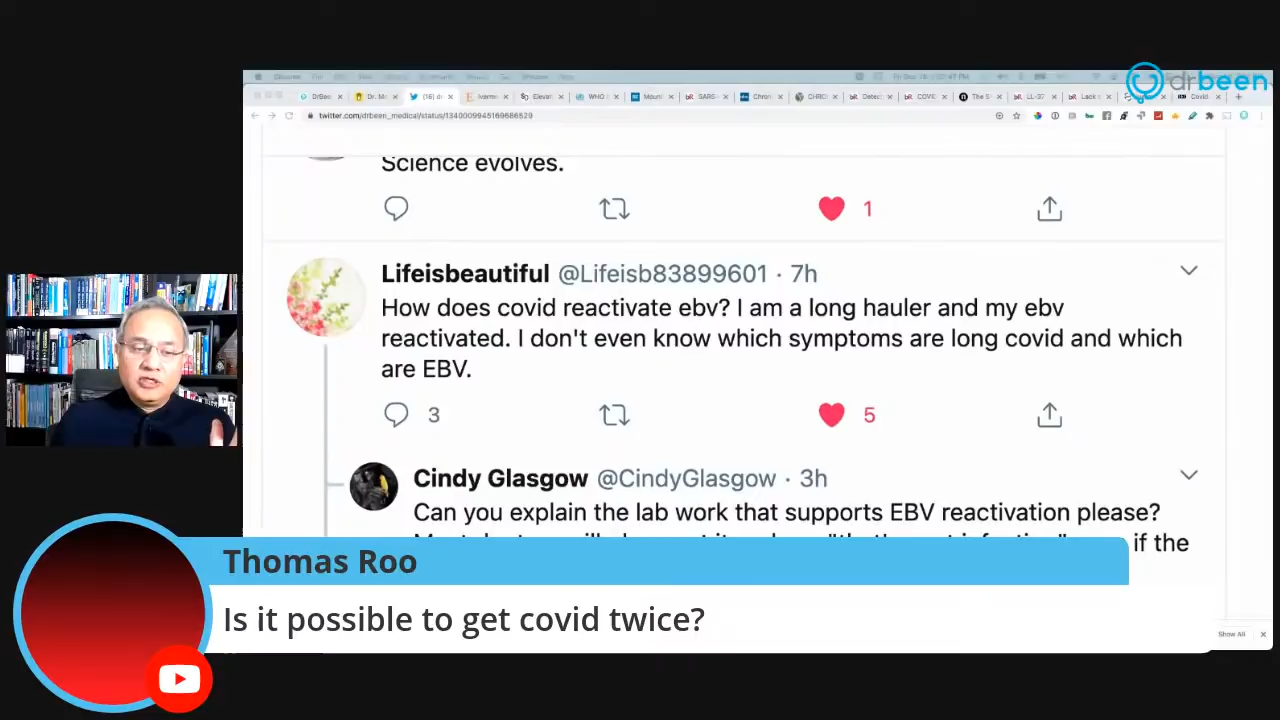 drbeen
twitter.com/drbeen_medical/status/1340099945169686529
Science evolves.
1
Lifeisbeautiful @Lifeisb83899601 · 7h
How does covid reactivate ebv? I am a long hauler and my ebv
reactivated. I don't even know which symptoms are long covid and which
are EBV.
3 5
Cindy Glasgow @CindyGlasgow · 3h
Can you explain the lab work that supports EBV reactivation please?
if the
Thomas Roo
Is it possible to get covid twice?
Show All